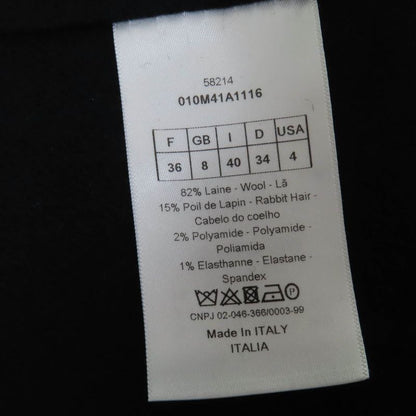 58214
010M41A1116
F GB I D USA
36 8 40 34 4
82% Laine - Wool - Lã
15% Poil de Lapin - Rabbit Hair -
Cabelo do coelho
2% Polyamide - Polyamide -
Poliamida
1% Elasthanne - Elastane -
Spandex
P
CNPJ 02-046-366/0003-99
Made In ITALY
ITALIA